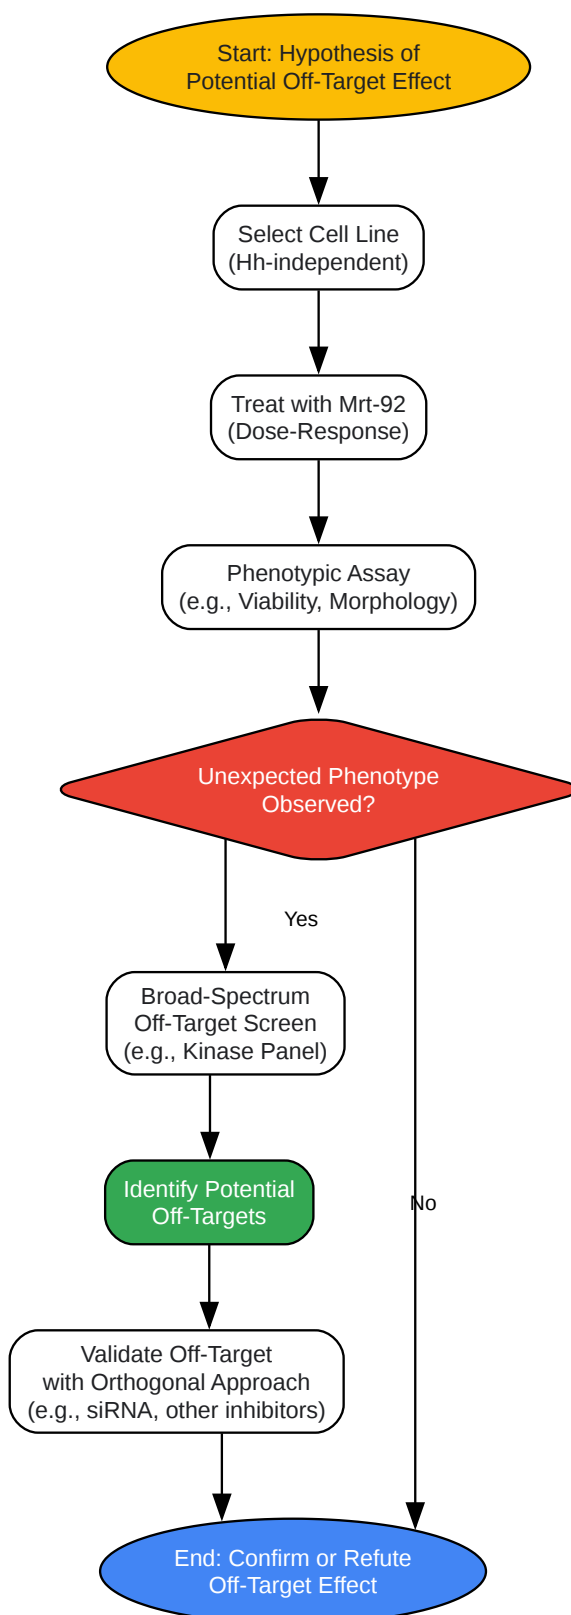 Start: Hypothesis of
Potential Off-Target Effect
Select Cell Line
(Hh-independent)
Treat with Mrt-92
(Dose-Response)
Phenotypic Assay
(e.g., Viability, Morphology)
Unexpected Phenotype
Observed?
Yes
Broad-Spectrum
Off-Target Screen
(e.g., Kinase Panel)
Identify Potential
Off-Targets
No
Validate Off-Target
with Orthogonal Approach
(e.g., siRNA, other inhibitors)
End: Confirm or Refute
Off-Target Effect